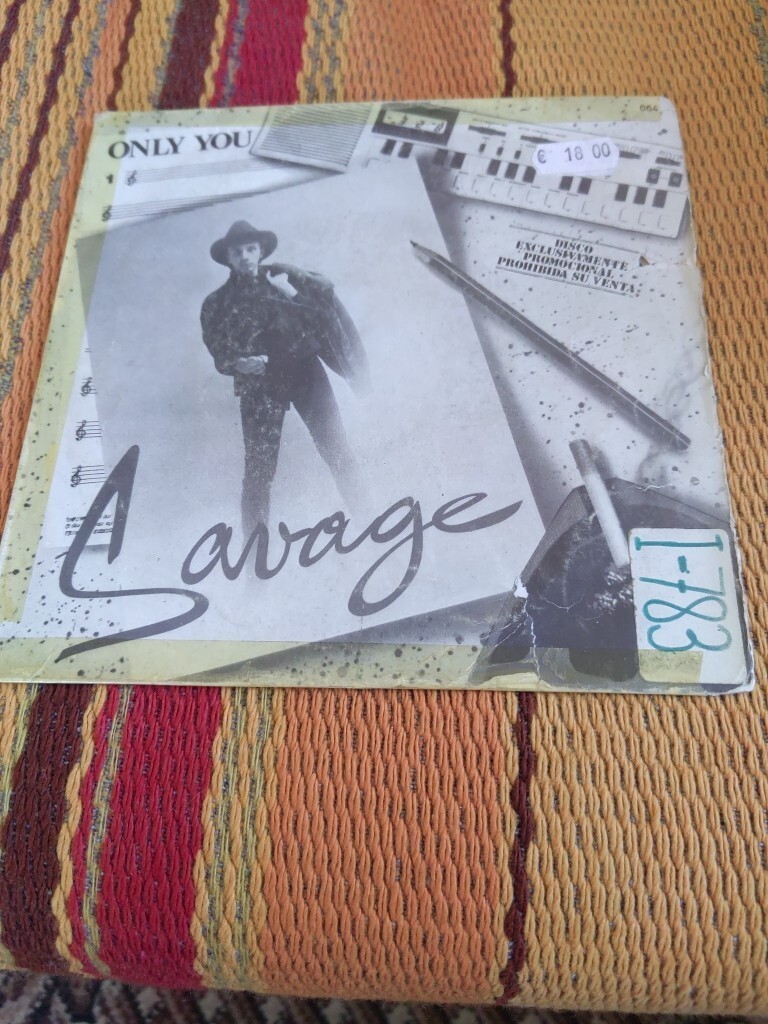 ONLY YOU
064
€ 18 00
DISCO
EXCLUSIVAMENTE
PROMOCIONAL
PROHIBIDA SU VENTA
Savage
I-783